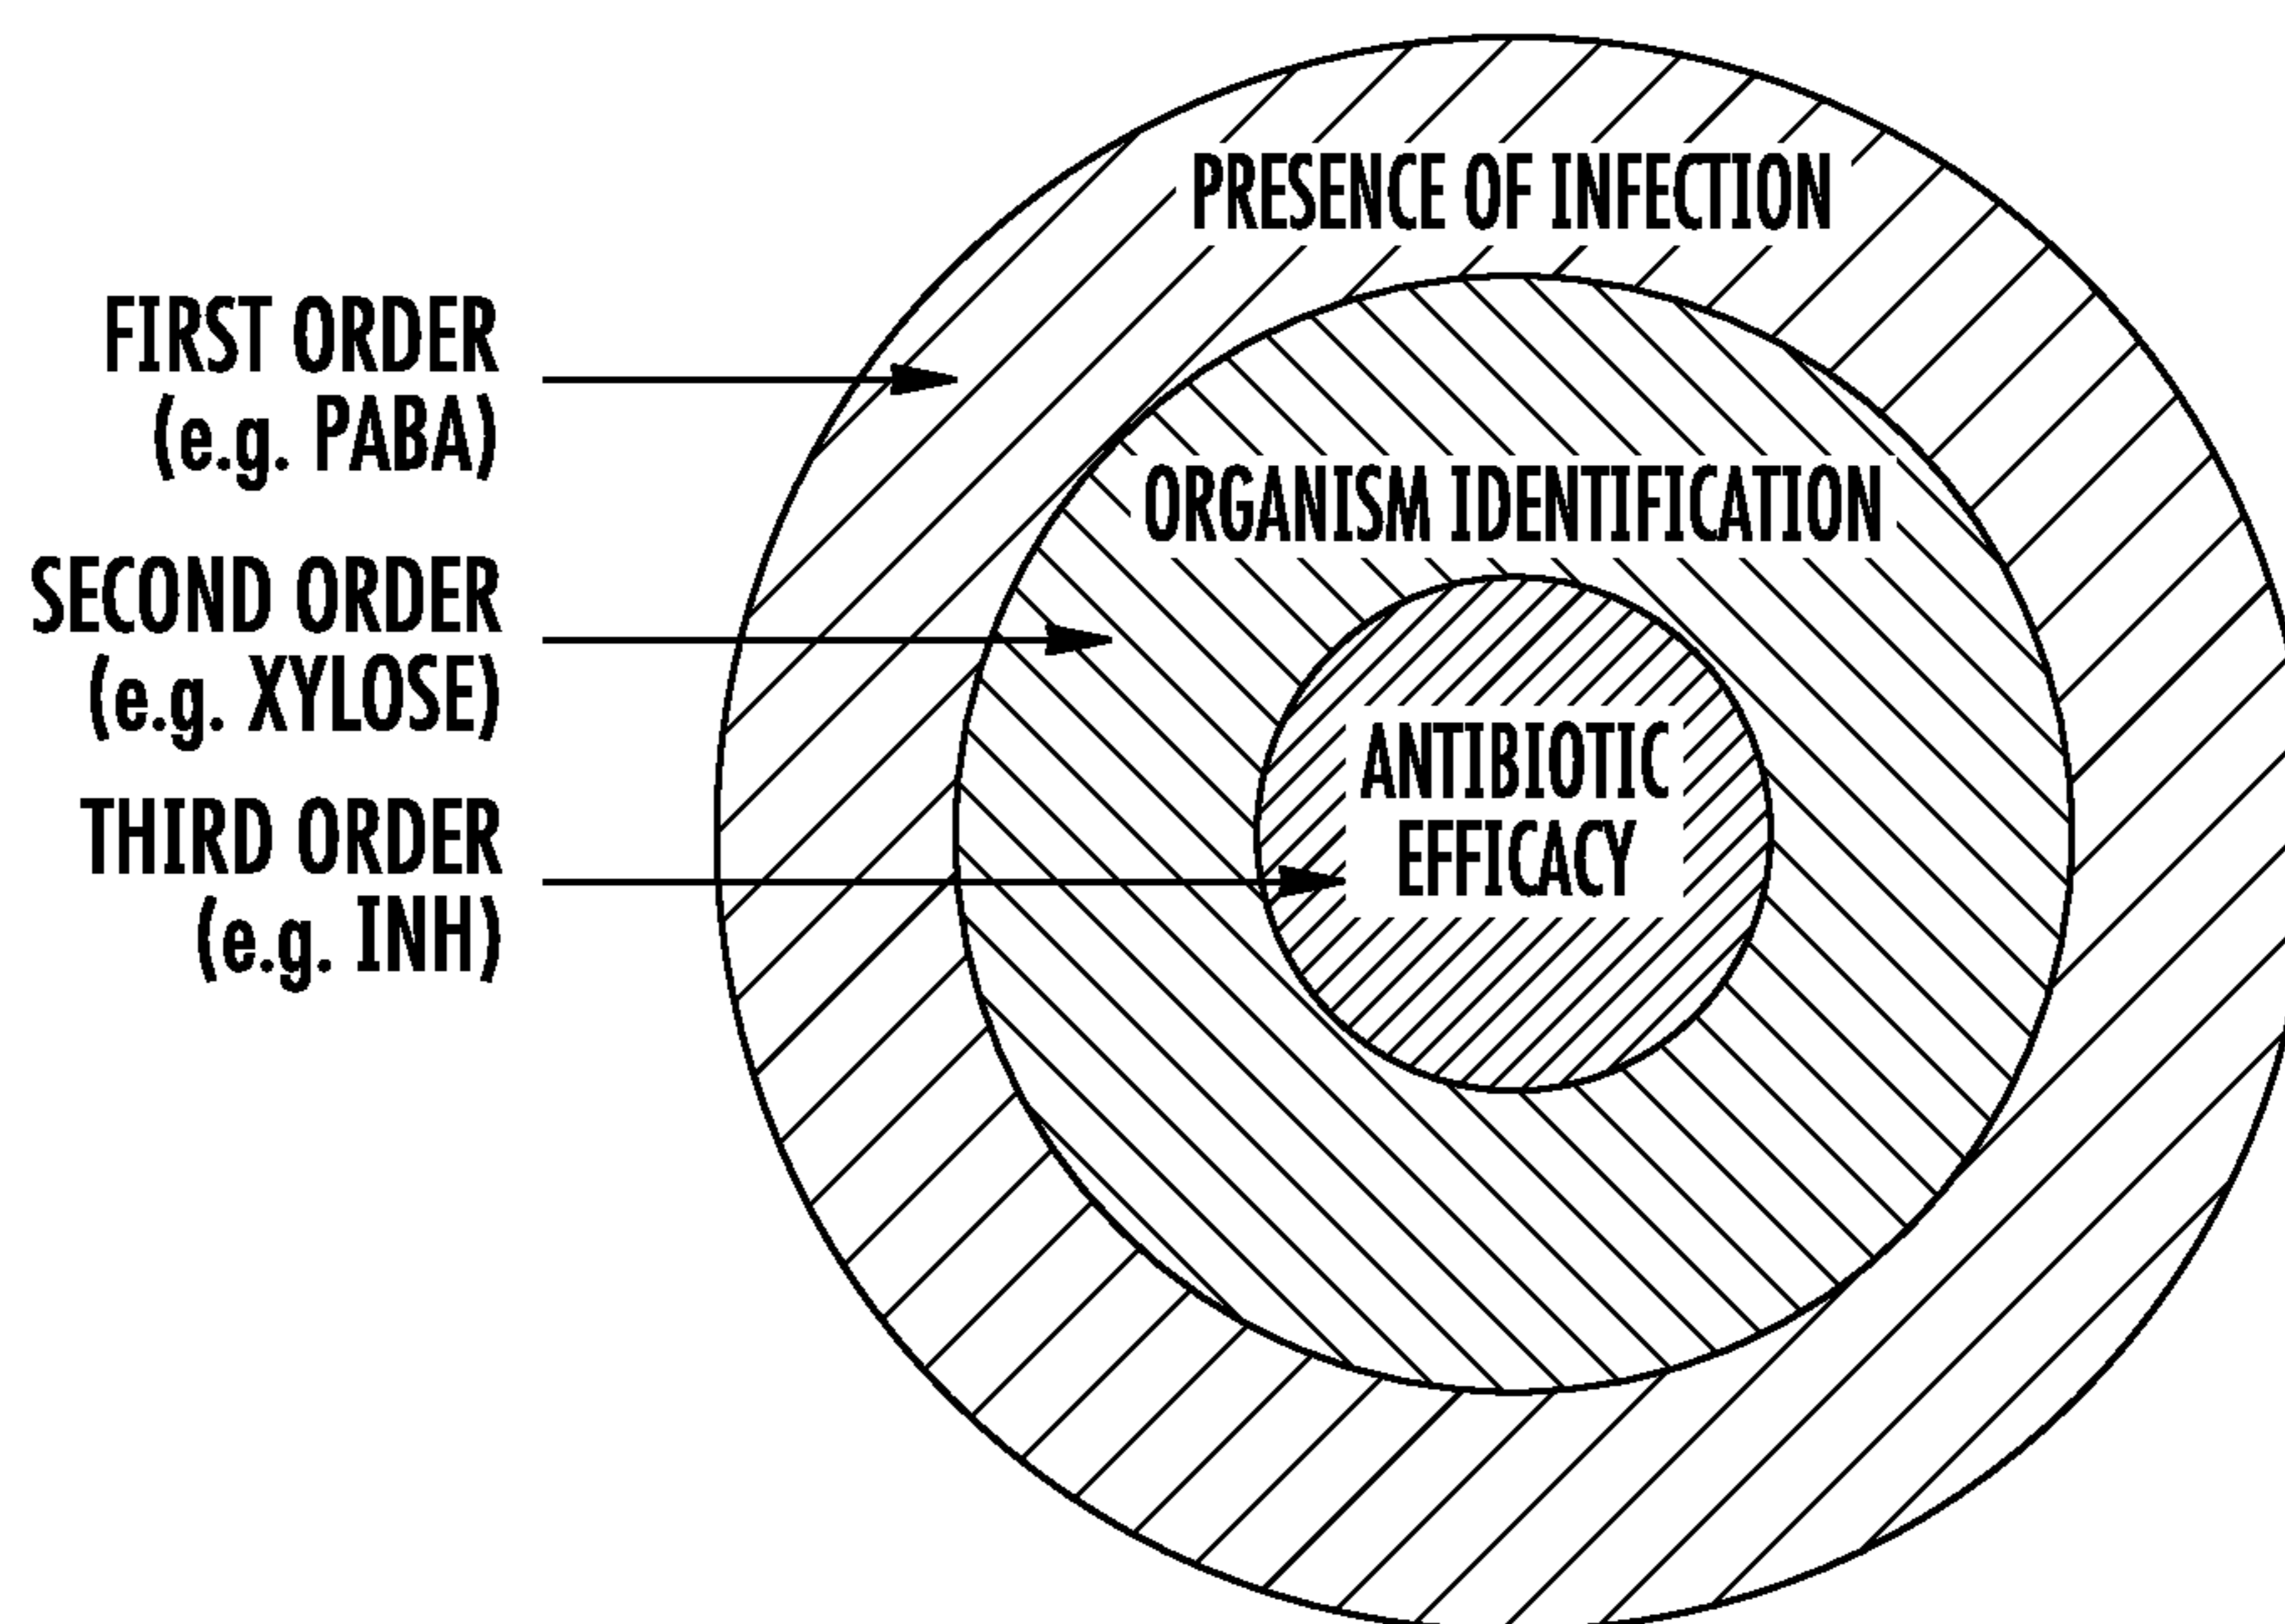 PRESENCE OF INFECTION
FIRST ORDER
(e.g. PABA)
ORGANISM IDENTIFICATION
SECOND ORDER
(e.g. XYLOSE)
ANTIBIOTIC
EFFICACY
THIRD ORDER
(e.g. INH)